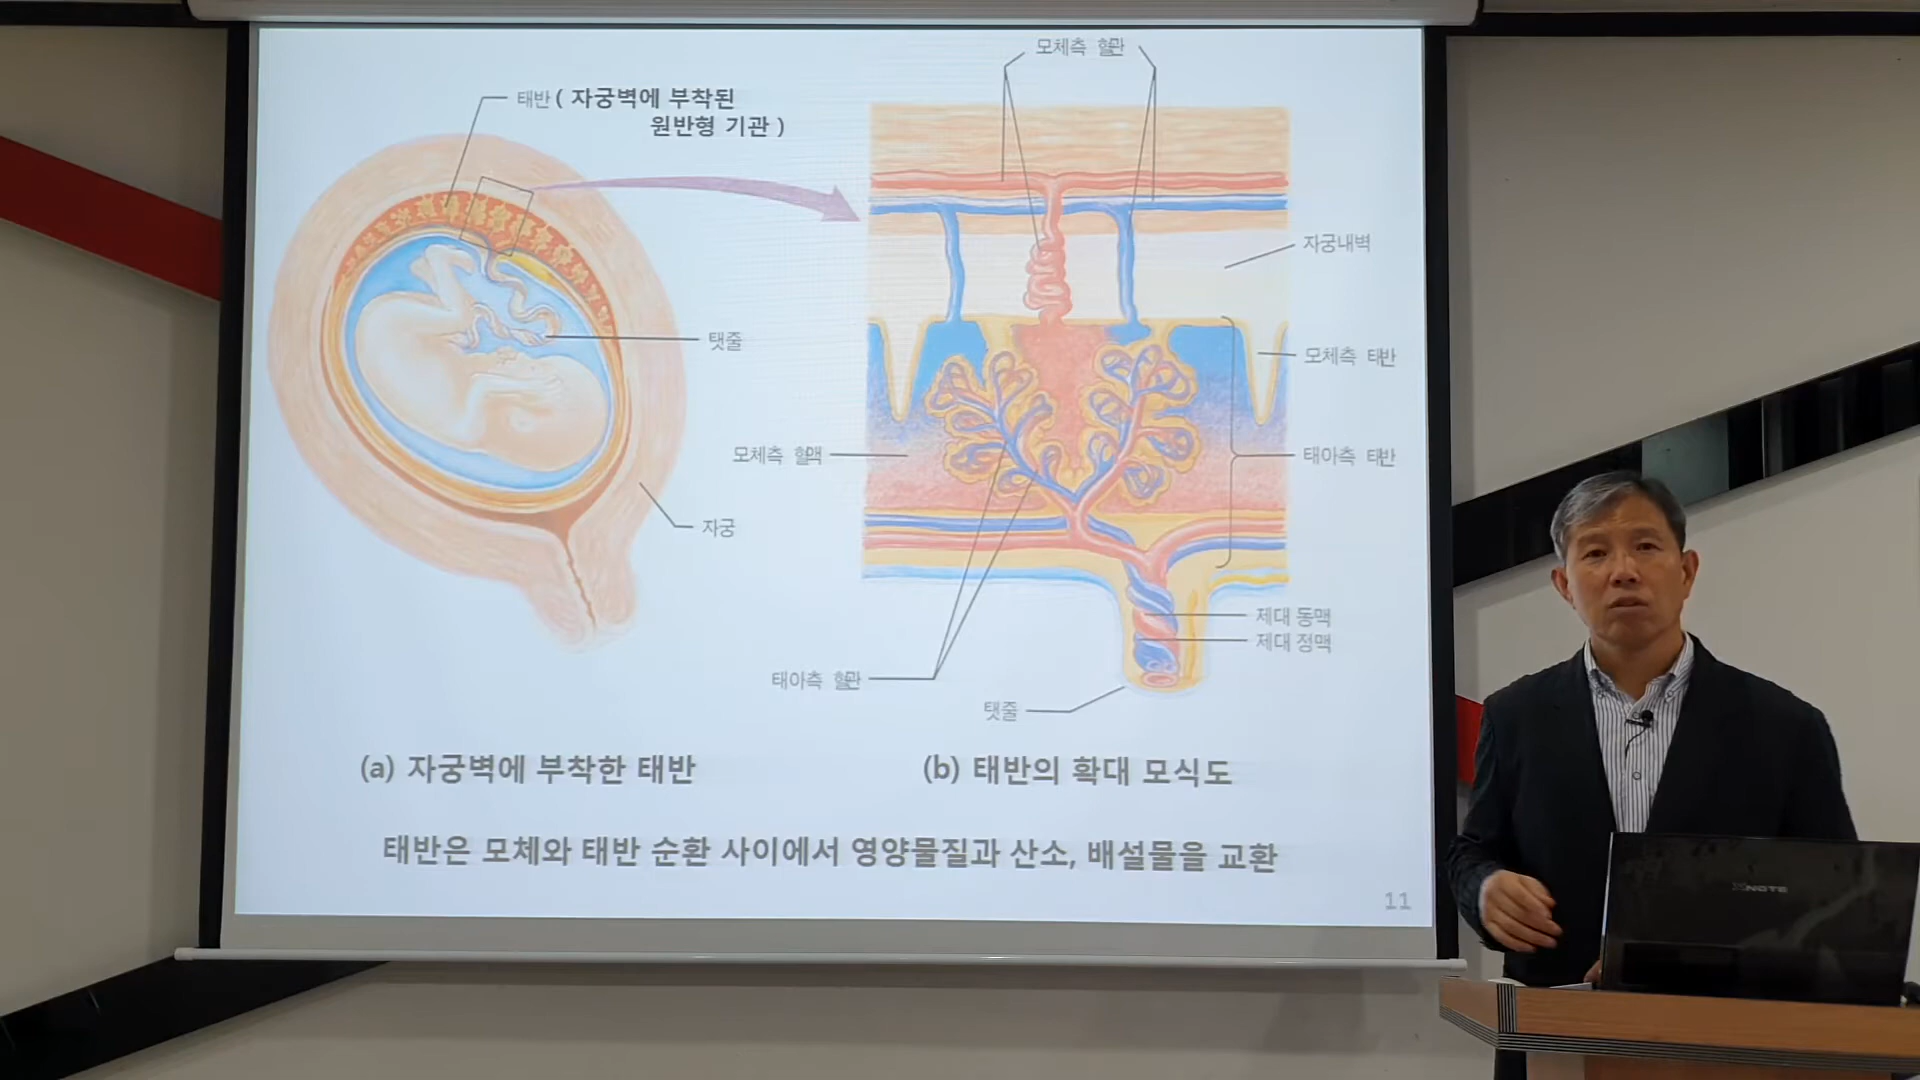 모체측 혈관
태반 ( 자궁벽에 부착된
원반형 기관 )
자궁내벽
탯줄
모체측 태반
모체측 혈액
태아측 태반
자궁
제대 동맥
제대 정맥
태아측 혈관
탯줄
(a) 자궁벽에 부착한 태반
(b) 태반의 확대 모식도
태반은 모체와 태반 순환 사이에서 영양물질과 산소, 배설물을 교환
11
XNOTE